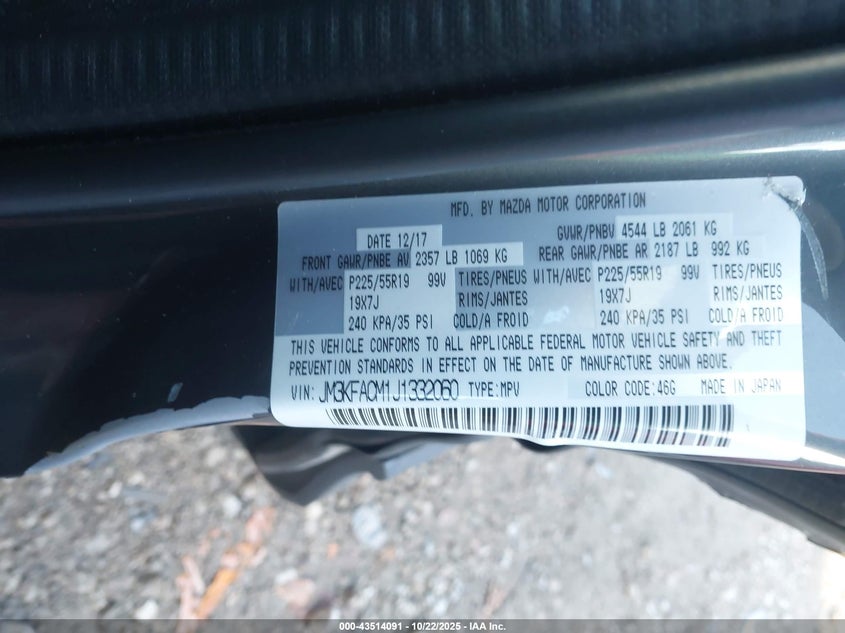 MFD. BY MAZDA MOTOR CORPORATION
DATE 12/17 GVWR/PNBV 4544 LB 2061 KG
FRONT GAWR/PNBE AV 2357 LB 1069 KG REAR GAWR/PNBE AR 2187 LB 992 KG
WITH/AVEC P225/55R19 99V TIRES/PNEUS WITH/AVEC P225/55R19 99V TIRES/PNEUS
19X7J RIMS/JANTES 19X7J RIMS/JANTES
240 KPA/35 PSI COLD/A FROID 240 KPA/35 PSI COLD/A FROID
THIS VEHICLE CONFORMS TO ALL APPLICABLE FEDERAL MOTOR VEHICLE SAFETY AND THEFT
PREVENTION STANDARDS IN EFFECT ON THE DATE OF MANUFACTURE SHOWN ABOVE.
VIN: JM3KFACM1J1332060 TYPE:MPV COLOR CODE:46G MADE IN JAPAN
000-43514091 - 10/22/2025 - IAA Inc.